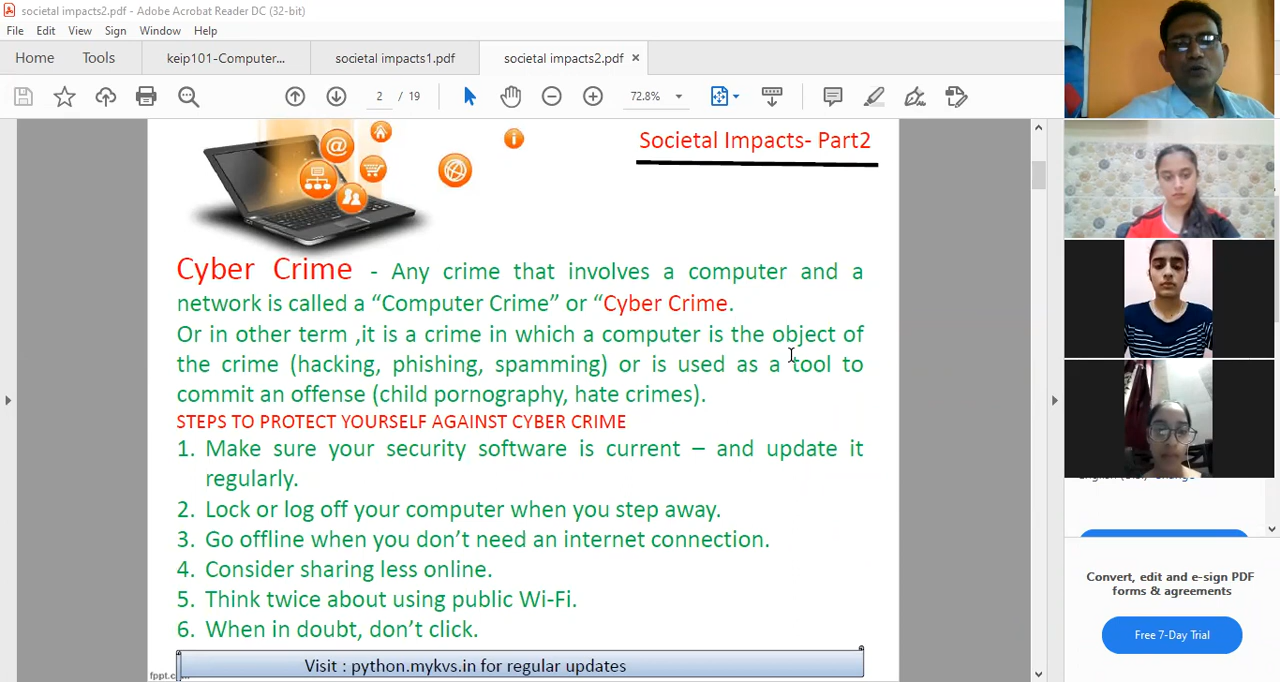 societal impacts2.pdf - Adobe Acrobat Reader DC (32-bit)
File Edit View Sign Window Help
Home Tools keip101-Computer... societal impacts1.pdf societal impacts2.pdf ×
2 / 19 72.8%
Societal Impacts- Part2
Cyber Crime - Any crime that involves a computer and a
network is called a “Computer Crime” or “Cyber Crime.
Or in other term ,it is a crime in which a computer is the object of
the crime (hacking, phishing, spamming) or is used as a tool to
commit an offense (child pornography, hate crimes).
STEPS TO PROTECT YOURSELF AGAINST CYBER CRIME
1. Make sure your security software is current – and update it
regularly.
2. Lock or log off your computer when you step away.
3. Go offline when you don’t need an internet connection.
4. Consider sharing less online.
5. Think twice about using public Wi-Fi.
6. When in doubt, don’t click.
Visit : python.mykvs.in for regular updates
Convert, edit and e-sign PDF
forms & agreements
Free 7-Day Trial